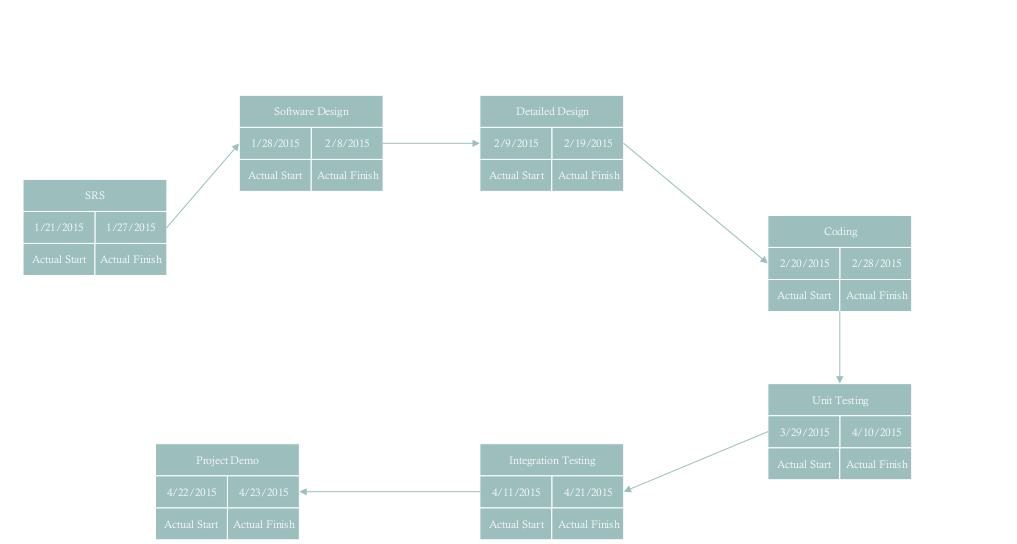 SRS
1/21/2015 1/27/2015
Actual Start Actual Finish
Software Design
1/28/2015 2/8/2015
Actual Start Actual Finish
Detailed Design
2/9/2015 2/19/2015
Actual Start Actual Finish
Coding
2/20/2015 2/28/2015
Actual Start Actual Finish
Unit Testing
3/29/2015 4/10/2015
Actual Start Actual Finish
Integration Testing
4/11/2015 4/21/2015
Actual Start Actual Finish
Project Demo
4/22/2015 4/23/2015
Actual Start Actual Finish